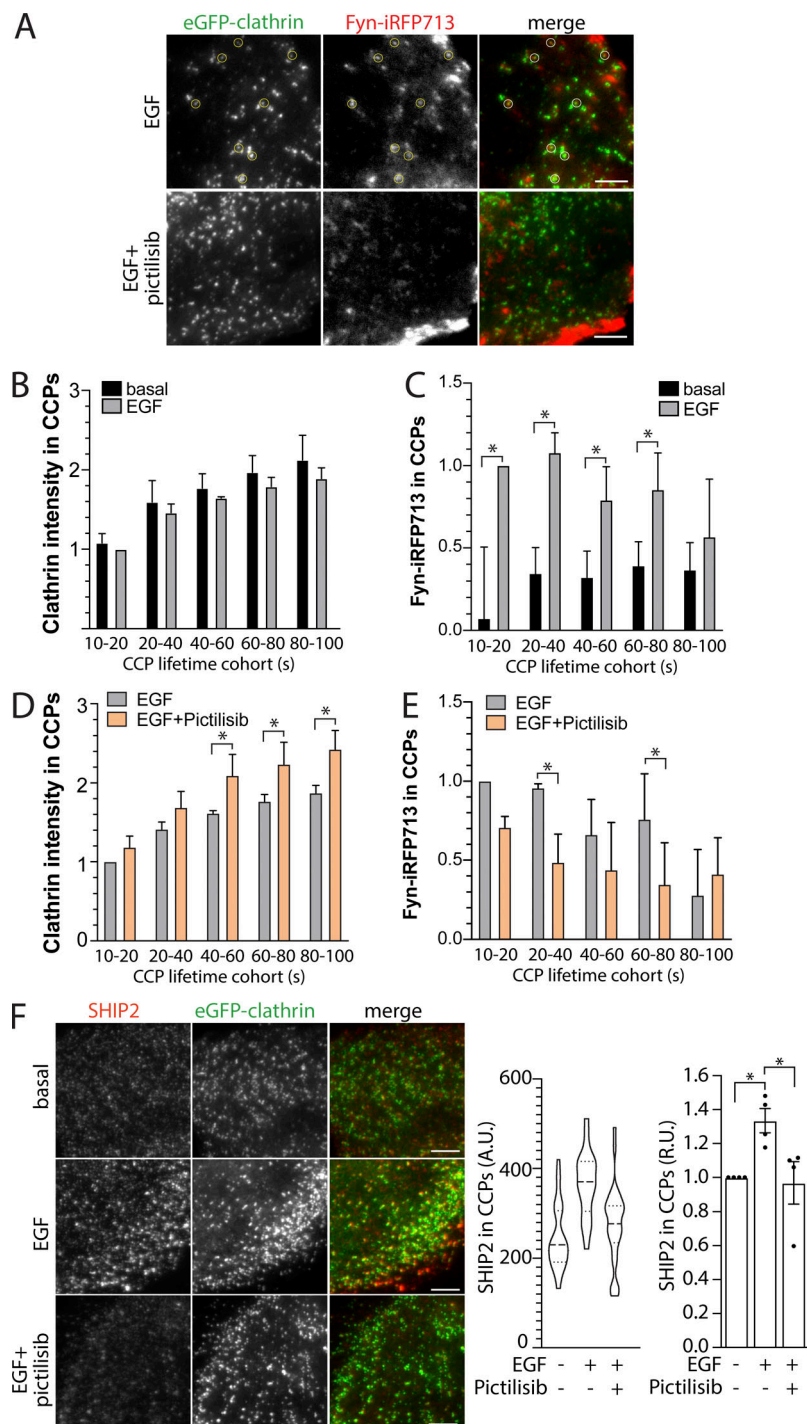 A
eGFP-clathrin Fyn-iRFP713 merge
EGF
EGF+
pictilisib
B
Clathrin intensity in CCPs
3
2
1
basal
EGF
10-20 20-40 40-60 60-80 80-100
CCP lifetime cohort (s)
C
Fyn-iRFP713 in CCPs
1.5
1.0
0.5
0.0
basal
EGF
* * * *
10-20 20-40 40-60 60-80 80-100
CCP lifetime cohort (s)
D
Clathrin intensity in CCPs
3
2
1
0
EGF
EGF+Pictilisib
* * *
10-20 20-40 40-60 60-80 80-100
CCP lifetime cohort (s)
E
Fyn-iRFP713 in CCPs
1.5
1.0
0.5
0.0
EGF
EGF+Pictilisib
* *
10-20 20-40 40-60 60-80 80-100
CCP lifetime cohort (s)
F
SHIP2 eGFP-clathrin merge
basal
EGF
EGF+
pictilisib
SHIP2 in CCPs (A.U.)
600
400
200
0
EGF - + +
Pictilisib - - +
SHIP2 in CCPs (R.U.)
1.6
1.4
1.2
1.0
0.8
0.6
0.4
0.2
0.0
* *
EGF - + +
Pictilisib - - +